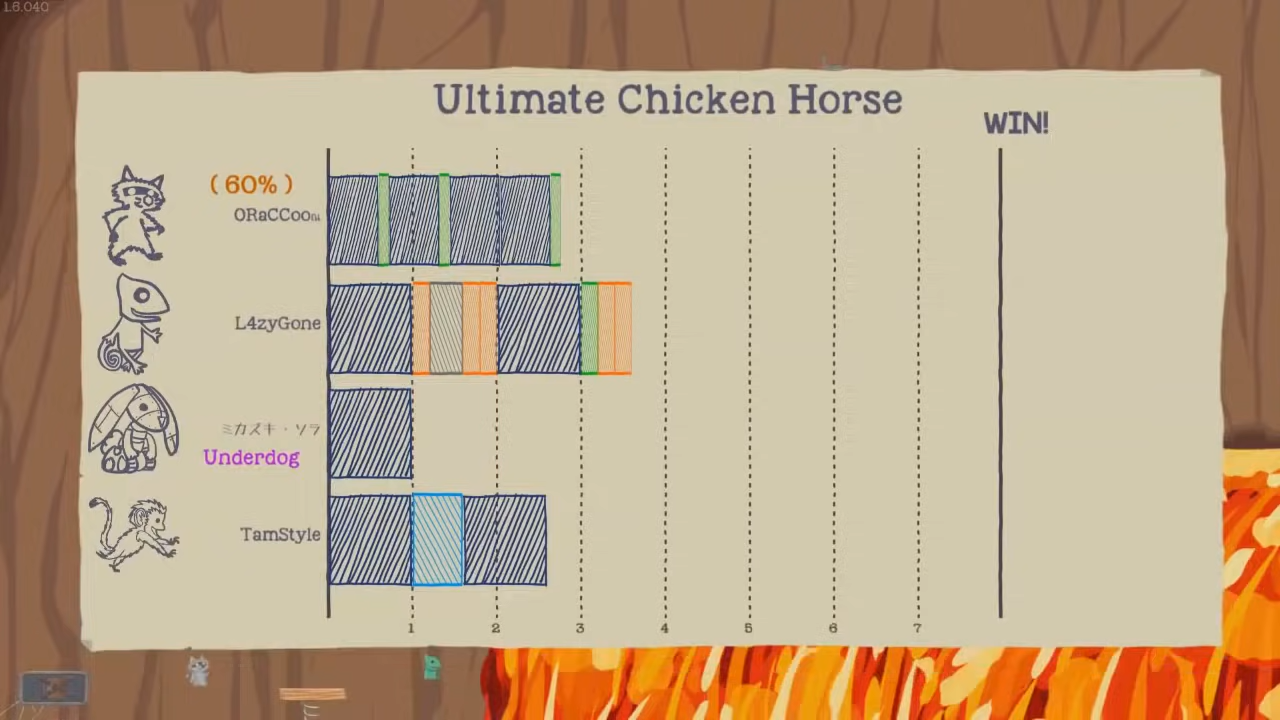 1.6.040
Ultimate Chicken Horse
WIN!
( 60% )
ORaCCoon
L4zyGone
ミカズキ・ソラ
Underdog
TamStyle
1 2 3 4 5 6 7